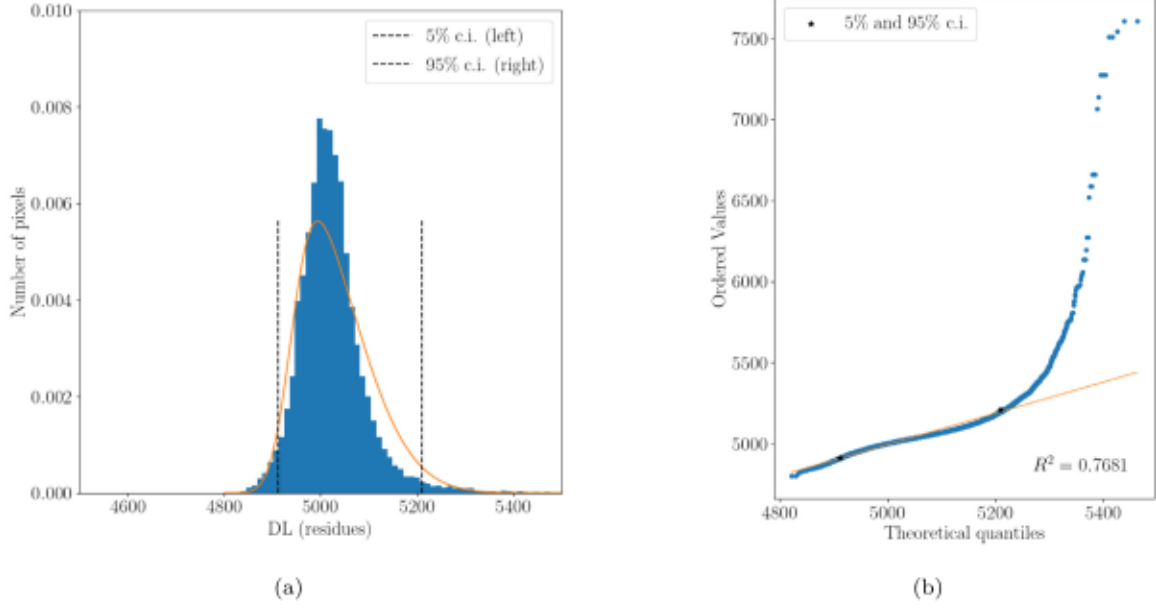 0.010
0.008
0.006
0.004
0.002
0.000
Number of pixels
5% c.i. (left)
95% c.i. (right)
4600
4800
5000
5200
5400
DL (residues)
(a)
5% and 95% c.i.
7500
7000
6500
6000
5500
5000
Ordered Values
R² = 0.7681
4800
5000
5200
5400
Theoretical quantiles
(b)